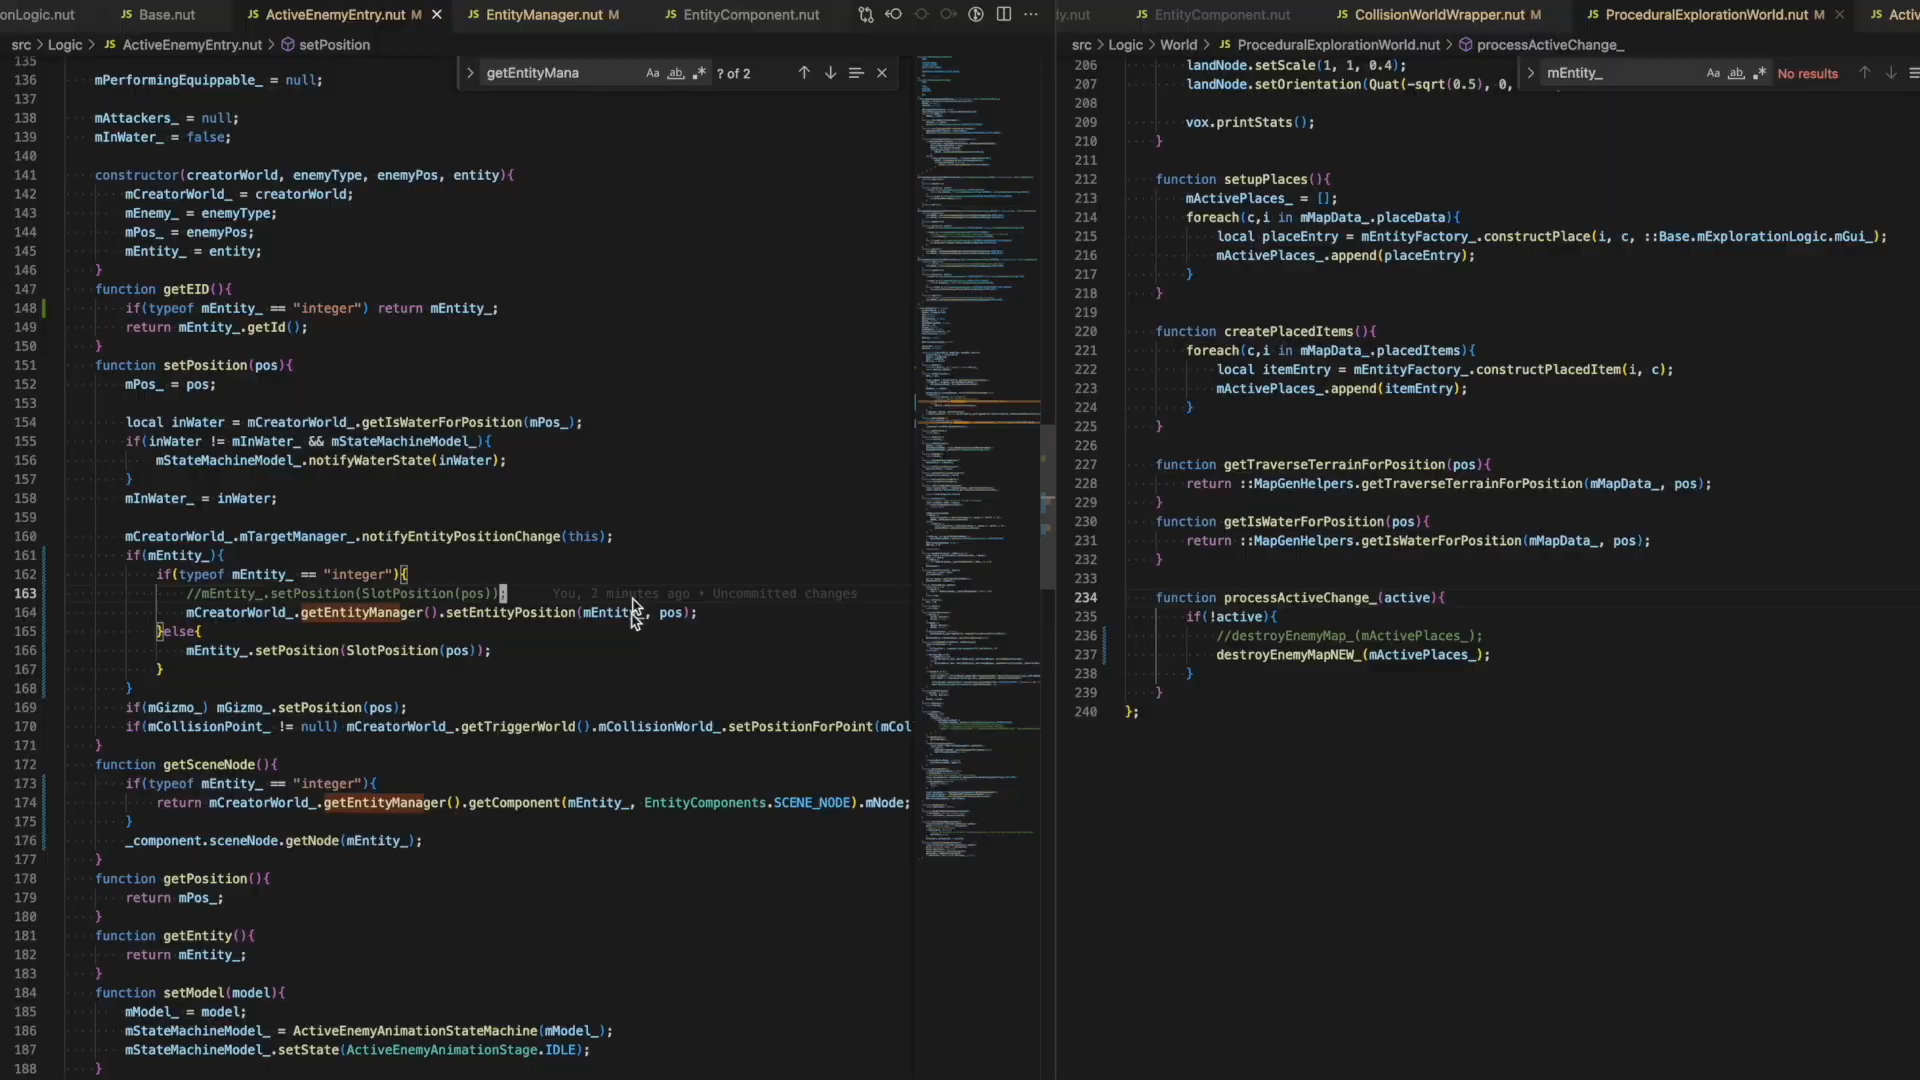 onLogic.nut
Base.nut
ActiveEnemyEntry.nut M
EntityManager.nut M
EntityComponent.nut
src > Logic > JS ActiveEnemyEntry.nut > setPosition
getEntityMana
Aa
ab
.*
? of 2
135
136 mPerformingEquippable_ = null;
137
138 mAttackers_ = null;
139 mInWater_ = false;
140
141 constructor(creatorWorld, enemyType, enemyPos, entity){
142 mCreatorWorld_ = creatorWorld;
143 mEnemy_ = enemyType;
144 mPos_ = enemyPos;
145 mEntity_ = entity;
146 }
147 function getEID(){
148 if(typeof mEntity_ == "integer") return mEntity_;
149 return mEntity_.getId();
150 }
151 function setPosition(pos){
152 mPos_ = pos;
153
154 local inWater = mCreatorWorld_.getIsWaterForPosition(mPos_);
155 if(inWater != mInWater_ && mStateMachineModel_){
156 mStateMachineModel_.notifyWaterState(inWater);
157 }
158 mInWater_ = inWater;
159
160 mCreatorWorld_.mTargetManager_.notifyEntityPositionChange(this);
161 if(mEntity_){
162 if(typeof mEntity_ == "integer"){
163 //mEntity_.setPosition(SlotPosition(pos)); You, 2 minutes ago • Uncommitted changes
164 mCreatorWorld_.getEntityManager().setEntityPosition(mEntity_, pos);
165 }else{
166 mEntity_.setPosition(SlotPosition(pos));
167 }
168 }
169 if(mGizmo_) mGizmo_.setPosition(pos);
170 if(mCollisionPoint_ != null) mCreatorWorld_.getTriggerWorld().mCollisionWorld_.setPositionForPoint(mCol
171 }
172 function getSceneNode(){
173 if(typeof mEntity_ == "integer"){
174 return mCreatorWorld_.getEntityManager().getComponent(mEntity_, EntityComponents.SCENE_NODE).mNode;
175 }
176 _component.sceneNode.getNode(mEntity_);
177 }
178 function getPosition(){
179 return mPos_;
180 }
181 function getEntity(){
182 return mEntity_;
183 }
184 function setModel(model){
185 mModel_ = model;
186 mStateMachineModel_ = ActiveEnemyAnimationStateMachine(mModel_);
187 mStateMachineModel_.setState(ActiveEnemyAnimationStage.IDLE);
188 }
dy.nut
JS EntityComponent.nut
JS CollisionWorldWrapper.nut M
JS ProceduralExplorationWorld.nut M
JS Activ
src > Logic > World > JS ProceduralExplorationWorld.nut > processActiveChange_
mEntity_
Aa
ab
.*
No results
206 landNode.setScale(1, 1, 0.4);
207 landNode.setOrientation(Quat(-sqrt(0.5), 0,
208
209 vox.printStats();
210 }
211
212 function setupPlaces(){
213 mActivePlaces_ = [];
214 foreach(c,i in mMapData_.placeData){
215 local placeEntry = mEntityFactory_.constructPlace(i, c, ::Base.mExplorationLogic.mGui_);
216 mActivePlaces_.append(placeEntry);
217 }
218 }
219
220 function createPlacedItems(){
221 foreach(c,i in mMapData_.placedItems){
222 local itemEntry = mEntityFactory_.constructPlacedItem(i, c);
223 mActivePlaces_.append(itemEntry);
224 }
225 }
226
227 function getTraverseTerrainForPosition(pos){
228 return ::MapGenHelpers.getTraverseTerrainForPosition(mMapData_, pos);
229 }
230 function getIsWaterForPosition(pos){
231 return ::MapGenHelpers.getIsWaterForPosition(mMapData_, pos);
232 }
233
234 function processActiveChange_(active){
235 if(!active){
236 //destroyEnemyMap_(mActivePlaces_);
237 destroyEnemyMapNEW_(mActivePlaces_);
238 }
239 }
240 };